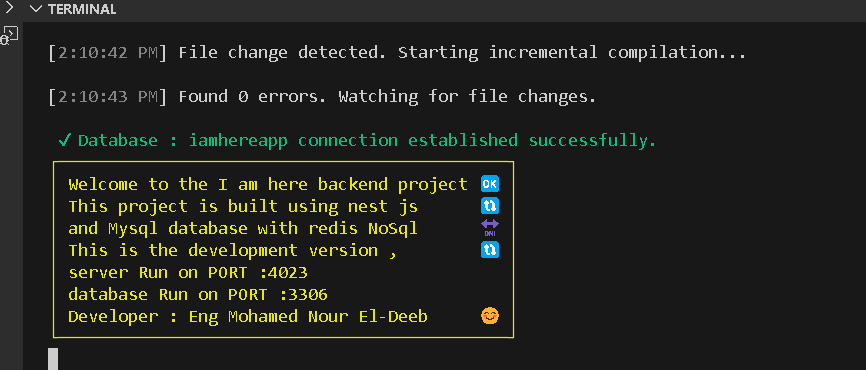 TERMINAL
[2:10:42 PM] File change detected. Starting incremental compilation...
[2:10:43 PM] Found 0 errors. Watching for file changes.
✓ Database : iamhereapp connection established successfully.
Welcome to the I am here backend project 🆗
This project is built using nest js 🔃
and Mysql database with redis NoSql ON!
This is the development version , 🔃
server Run on PORT :4023
database Run on PORT :3306
Developer : Eng Mohamed Nour El-Deeb 😊